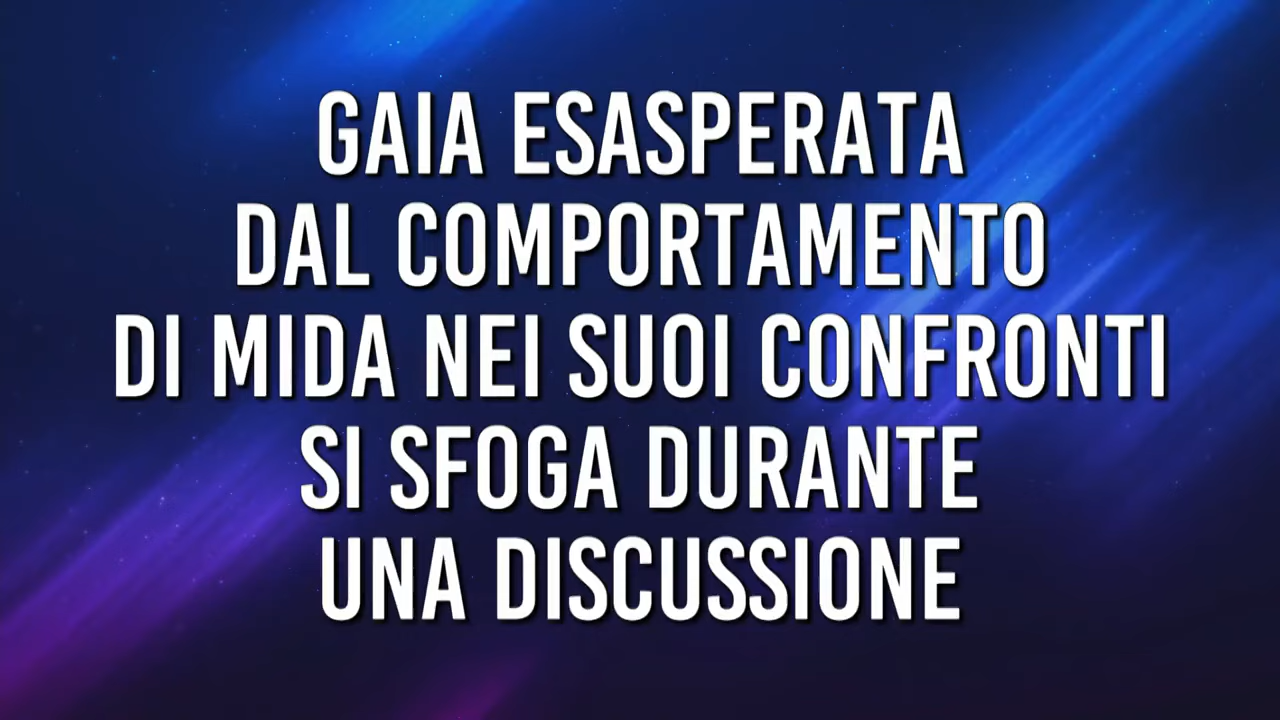 GAIA ESASPERATA
DAL COMPORTAMENTO
DI MIDA NEI SUOI CONFRONTI
SI SFOGA DURANTE
UNA DISCUSSIONE